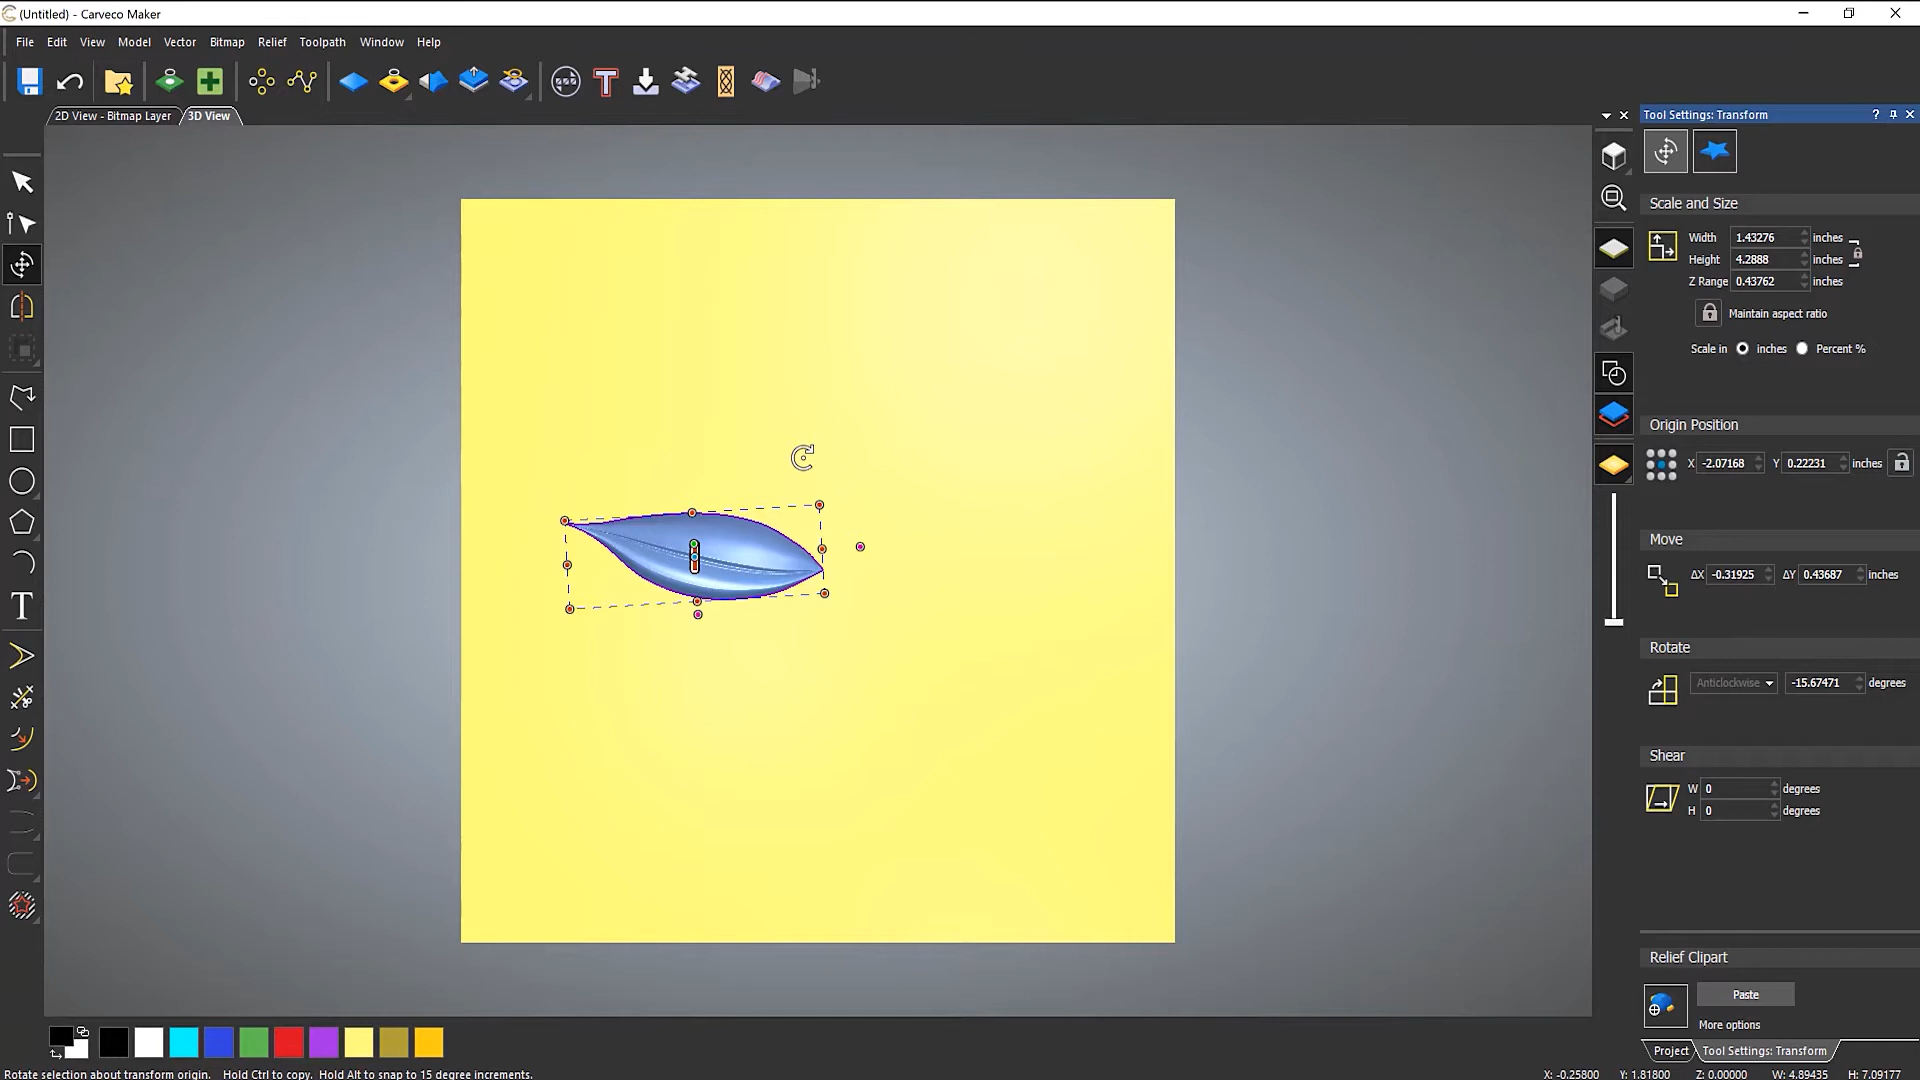 (Untitled) - Carveco Maker
File Edit View Model Vector Bitmap Relief Toolpath Window Help
2D View - Bitmap Layer 3D View
Tool Settings: Transform
Scale and Size
Width 1.43276 inches
Height 4.2888 inches
Z Range 0.43762 inches
Maintain aspect ratio
Scale in inches Percent %
Origin Position
X -2.07168 Y 0.22231 inches
Move
ΔX -0.31925 ΔY 0.43687 inches
Rotate
Anticlockwise -15.67471 degrees
Shear
W 0 degrees
H 0 degrees
Relief Clipart
Paste
More options
Project Tool Settings: Transform
Rotate selection about transform origin. Hold Ctrl to copy. Hold Alt to snap to 15 degree increments.
X: -0.25800 Y: 1.81800 Z: 0.00000 W: 4.89435 H: 7.09177